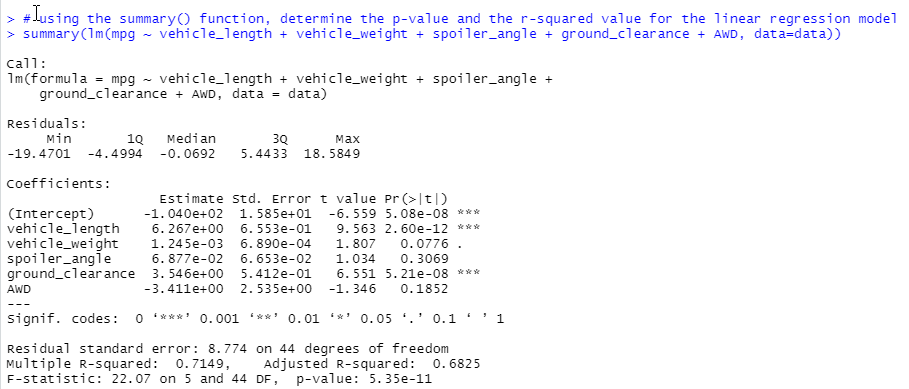 > # using the summary() function, determine the p-value and the r-squared value for the linear regression model
> summary(lm(mpg ~ vehicle_length + vehicle_weight + spoiler_angle + ground_clearance + AWD, data=data))
Call:
lm(formula = mpg ~ vehicle_length + vehicle_weight + spoiler_angle +
    ground_clearance + AWD, data = data)
Residuals:
     Min       1Q   Median       3Q      Max
-19.4701  -4.4994  -0.0692   5.4433  18.5849
Coefficients:
                   Estimate Std. Error t value Pr(>|t|)
(Intercept)      -1.040e+02  1.585e+01  -6.559 5.08e-08 ***
vehicle_length    6.267e+00  6.553e-01   9.563 2.60e-12 ***
vehicle_weight    1.245e-03  6.890e-04   1.807   0.0776 .
spoiler_angle     6.877e-02  6.653e-02   1.034   0.3069
ground_clearance  3.546e+00  5.412e-01   6.551 5.21e-08 ***
AWD              -3.411e+00  2.535e+00  -1.346   0.1852
---
Signif. codes:  0 ‘***’ 0.001 ‘**’ 0.01 ‘*’ 0.05 ‘.’ 0.1 ‘ ’ 1
Residual standard error: 8.774 on 44 degrees of freedom
Multiple R-squared:  0.7149,    Adjusted R-squared:  0.6825
F-statistic: 22.07 on 5 and 44 DF,  p-value: 5.35e-11